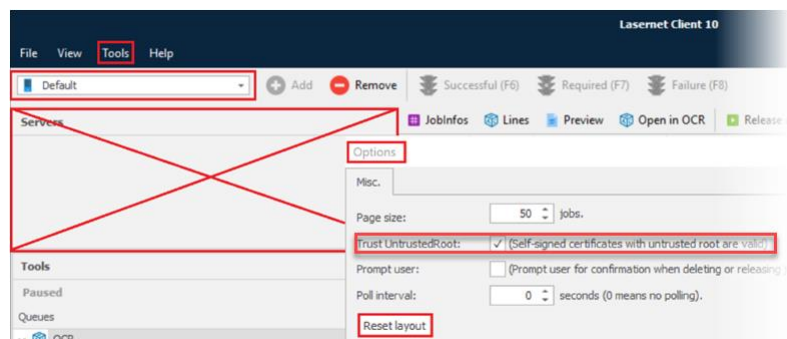 Lasernet Client 10
File View Tools Help
Default Add Remove Successful (F6) Required (F7) Failure (F8)
Servers JobInfos Lines Preview Open in OCR Release
Options
Misc.
Page size: 50 jobs.
Trust UntrustedRoot: (Self-signed certificates with untrusted root are valid)
Prompt user: (Prompt user for confirmation when deleting or releasing
Poll interval: 0 seconds (0 means no polling).
Reset layout
Tools
Paused
Queues
OCR